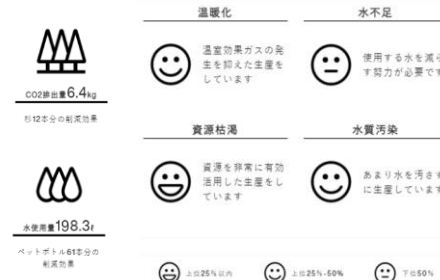 CO2排出量6.4kg
杉12本分の削減効果
水使用量198.3ℓ
ペットボトル61本分の
削減効果
温暖化
温室効果ガスの発
生を抑えた生産を
しています
水不足
使用する水を減ら
す努力が必要です
資源枯渇
資源を非常に有効
活用した生産をし
ています
水質汚染
あまり水を汚さず
に生産しています
上位25%以内
上位25%-50%
下位50%